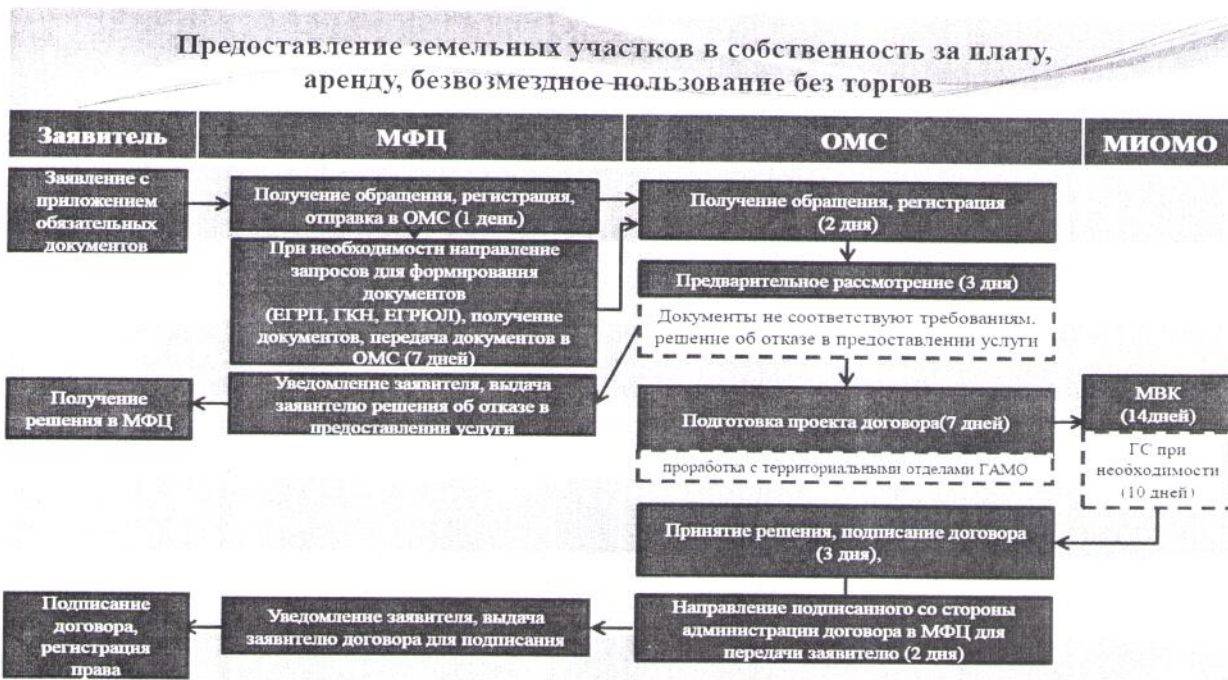 Предоставление земельных участков в собственность за плату,
аренду, безвозмездное пользование без торгов
Заявитель
МФЦ
ОМС
МИОМО
Заявление с
приложением
обязательных
документов
Получение обращения, регистрация,
отправка в ОМС (1 день)
Получение обращения, регистрация
(2 дня)
При необходимости направление
запросов для формирования
документов
(ЕГРП, ГКН, ЕГРЮЛ), получение
документов, передача документов в
ОМС (7 дней)
Предварительное рассмотрение (3 дня)
Документы не соответствуют требованиям.
решение об отказе в предоставлении услуги
Получение
решения в МФЦ
Уведомление заявителя, выдача
заявителю решения об отказе в
предоставлении услуги
Подготовка проекта договора(7 дней)
проработка с территориальными отделами ГАМО
МВК
(14дней)
ГС при
необходимости
(10 дней)
Принятие решения, подписание договора
(3 дня),
Подписание
договора,
регистрация
права
Уведомление заявителя, выдача
заявителю договора для подписания
Направление подписанного со стороны
администрации договора в МФЦ для
передачи заявителю (2 дня)